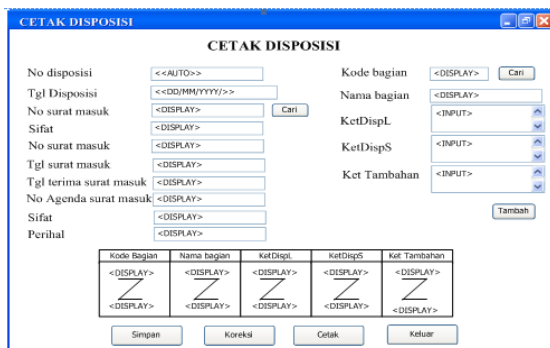 CETAK DISPOSISI
CETAK DISPOSISI
No disposisi <<AUTO>>
Tgl Disposisi <<DD/MM/YYYY/>>
No surat masuk <DISPLAY> Cari
Sifat <DISPLAY>
No surat masuk <DISPLAY>
Tgl surat masuk <DISPLAY>
Tgl terima surat masuk <DISPLAY>
No Agenda surat masuk <DISPLAY>
Sifat <DISPLAY>
Perihal <DISPLAY>
Kode bagian <DISPLAY> Cari
Nama bagian <DISPLAY>
KetDispL <INPUT>
KetDispS <INPUT>
Ket Tambahan <INPUT>
Tambah
Kode Bagian Nama bagian KetDispL KetDispS Ket Tambahan
<DISPLAY> <DISPLAY> <DISPLAY> <DISPLAY> <DISPLAY>
<DISPLAY> <DISPLAY> <DISPLAY> <DISPLAY> <DISPLAY>
Simpan Koreksi Cetak Keluar